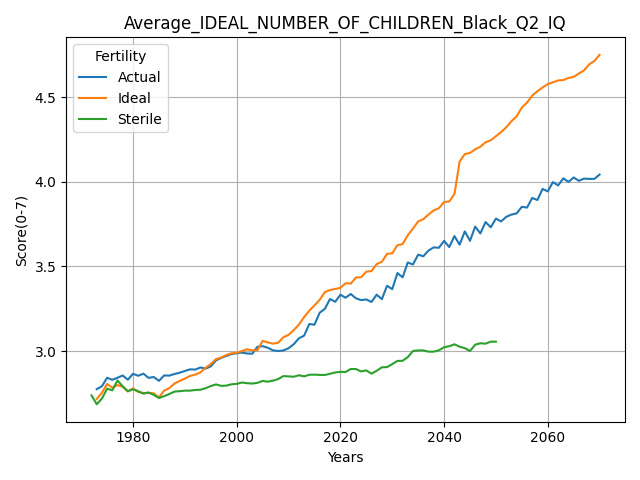 Average_IDEAL_NUMBER_OF_CHILDREN_Black_Q2_IQ
Fertility
Actual
Ideal
Sterile
Score(0-7)
4.5
4.0
3.5
3.0
1980 2000 2020 2040 2060
Years